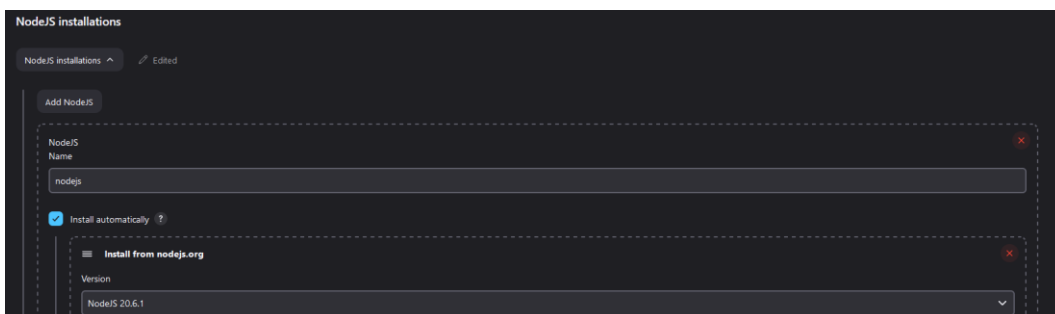 NodeJS installations
NodeJS installations Edited
Add NodeJS
NodeJS
Name
nodejs
Install automatically ?
Install from nodejs.org
Version
NodeJS 20.6.1